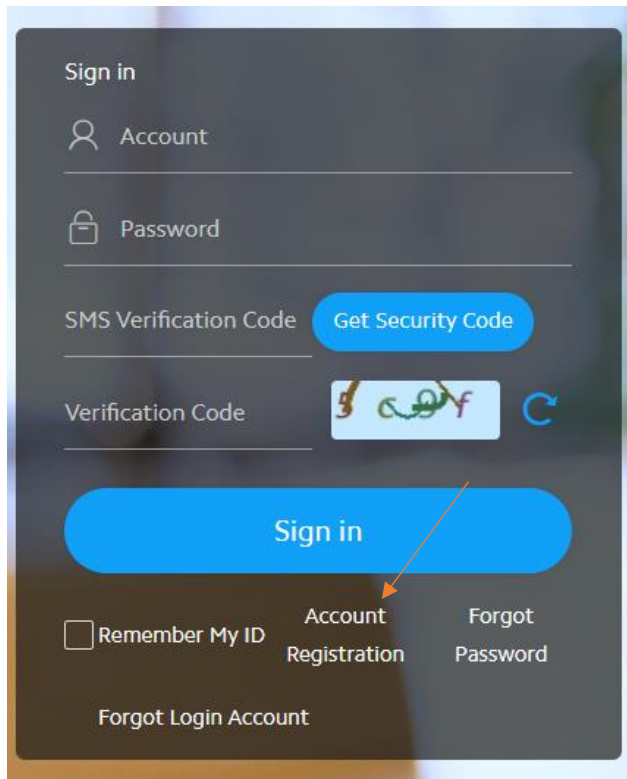 Sign in
Account
Password
SMS Verification Code Get Security Code
Verification Code
Sign in
Remember My ID
Account
Registration
Forgot
Password
Forgot Login Account